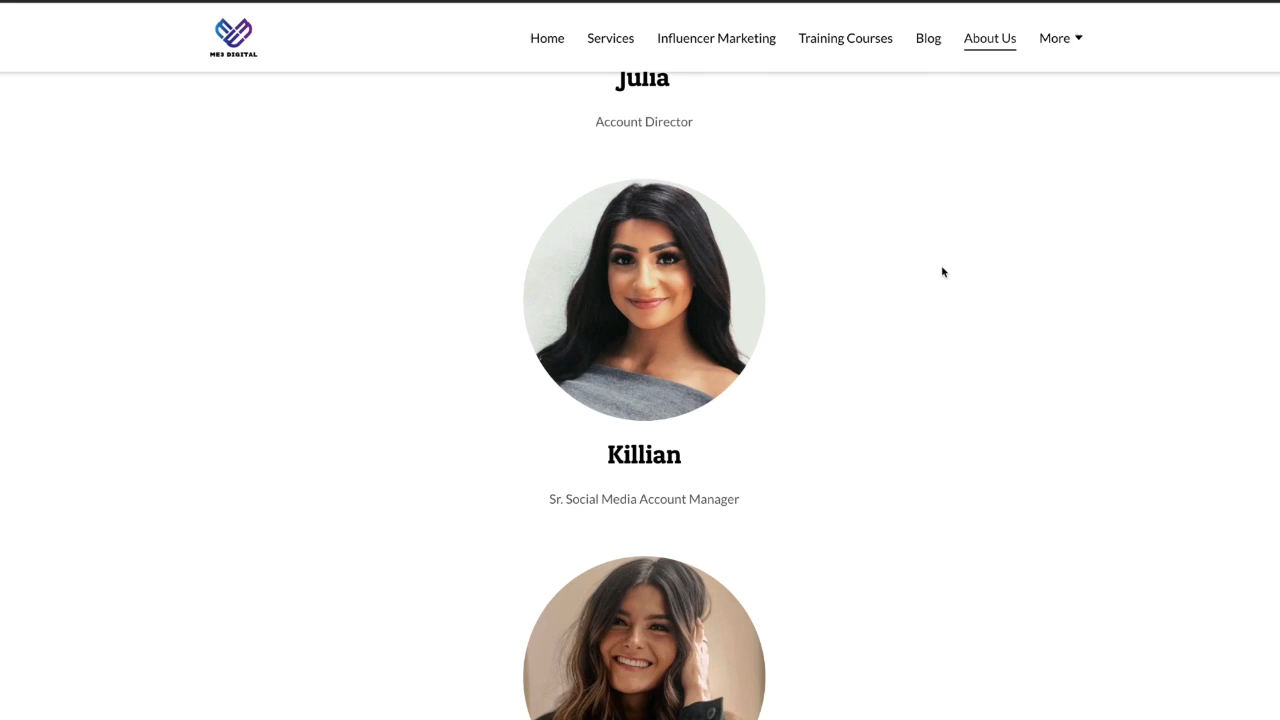 ME3 DIGITAL
Home Services Influencer Marketing Training Courses Blog About Us More
Julia
Account Director
Killian
Sr. Social Media Account Manager